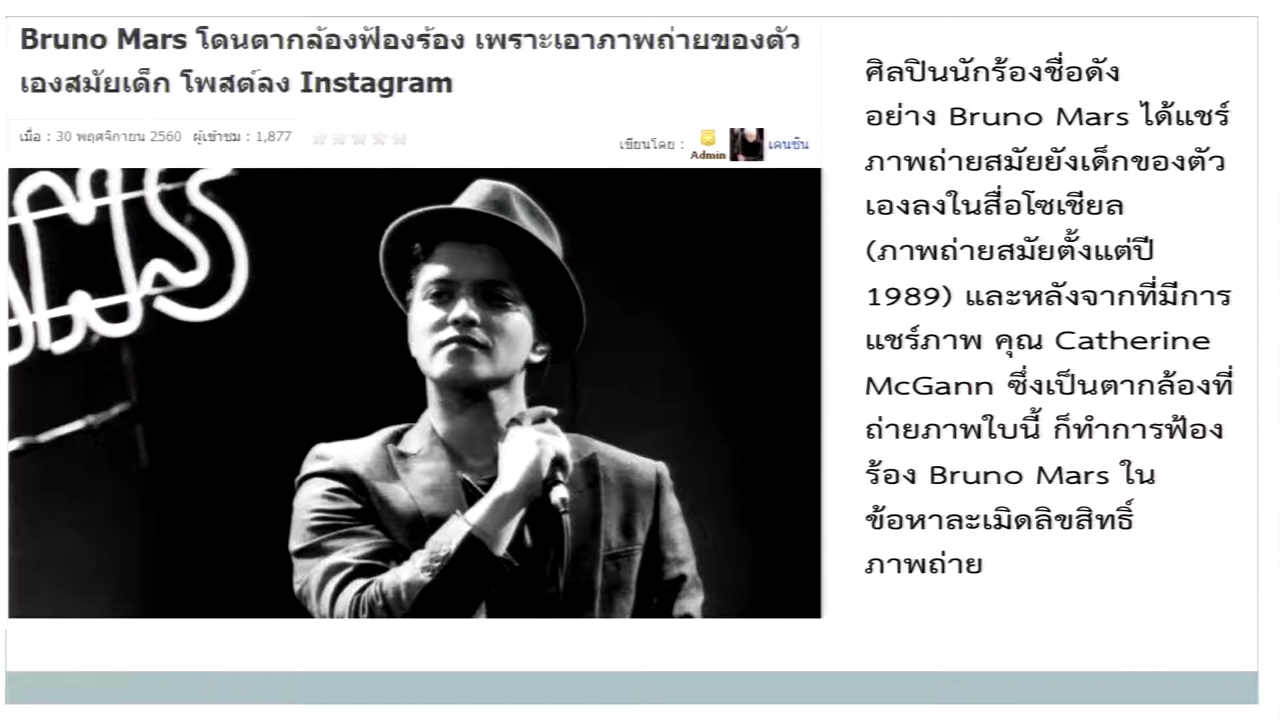 Bruno Mars โดนตากล้องฟ้องร้อง เพราะเอาภาพถ่ายของตัว
เองสมัยเด็ก โพสต์ลง Instagram
เมื่อ : 30 พฤศจิกายน 2560 ผู้เข้าชม : 1,877
เขียนโดย : Admin เคนชิน
ศิลปินนักร้องชื่อดัง
อย่าง Bruno Mars ได้แชร์
ภาพถ่ายสมัยยังเด็กของตัว
เองลงในสื่อโซเชียล
(ภาพถ่ายสมัยตั้งแต่ปี
1989) และหลังจากที่มีการ
แชร์ภาพ คุณ Catherine
McGann ซึ่งเป็นตากล้องที่
ถ่ายภาพใบนี้ ก็ทำการฟ้อง
ร้อง Bruno Mars ใน
ข้อหาละเมิดลิขสิทธิ์
ภาพถ่าย